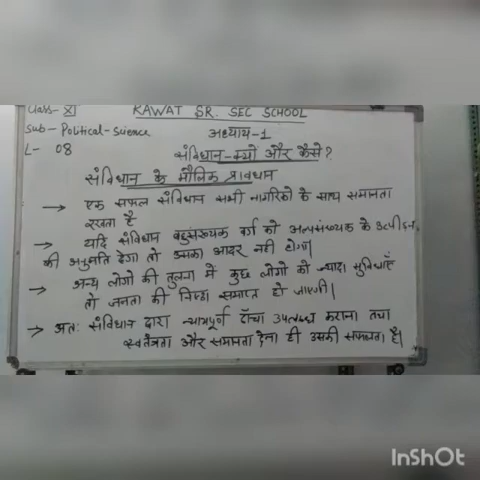 Class- XI KAWAT SR. SEC SCHOOL
Sub - Political-Science अध्याय-1
L- 08
संविधान-क्यों और कैसे?
संविधान के मौलिक प्रावधान
→ एक सफल संविधान सभी नागरिकों के साथ समानता
रखता है
→ यदि संविधान बहुसंख्यक वर्ग को अल्पसंख्यक के उत्पीड़न
की अनुमति देगा तो उसका आदर नहीं होगा।
→ अन्य लोगों की तुलना में कुछ लोगों को ज्यादा सुविधाएँ
तो जनता की निष्ठा समाप्त हो जाएगी।
→ अतः संविधान द्वारा न्यायपूर्ण ढाँचा उपलब्ध कराना तथा
स्वतंत्रता और समानता देना ही उसकी सफलता है।
InShOt